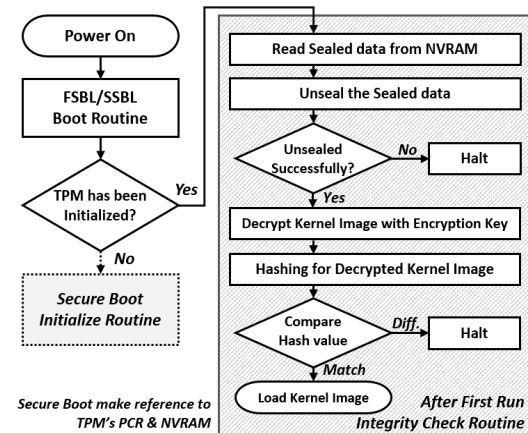 Power On
FSBL/SSBL
Boot Routine
TPM has been
Initialized?
Yes
No
Secure Boot
Initialize Routine
Secure Boot make reference to
TPM's PCR & NVRAM
Read Sealed data from NVRAM
Unseal the Sealed data
Unsealed
Successfully?
No
Halt
Yes
Decrypt Kernel Image with Encryption Key
Hashing for Decrypted Kernel Image
Compare
Hash value
Diff.
Halt
Match
Load Kernel Image
After First Run
Integrity Check Routine